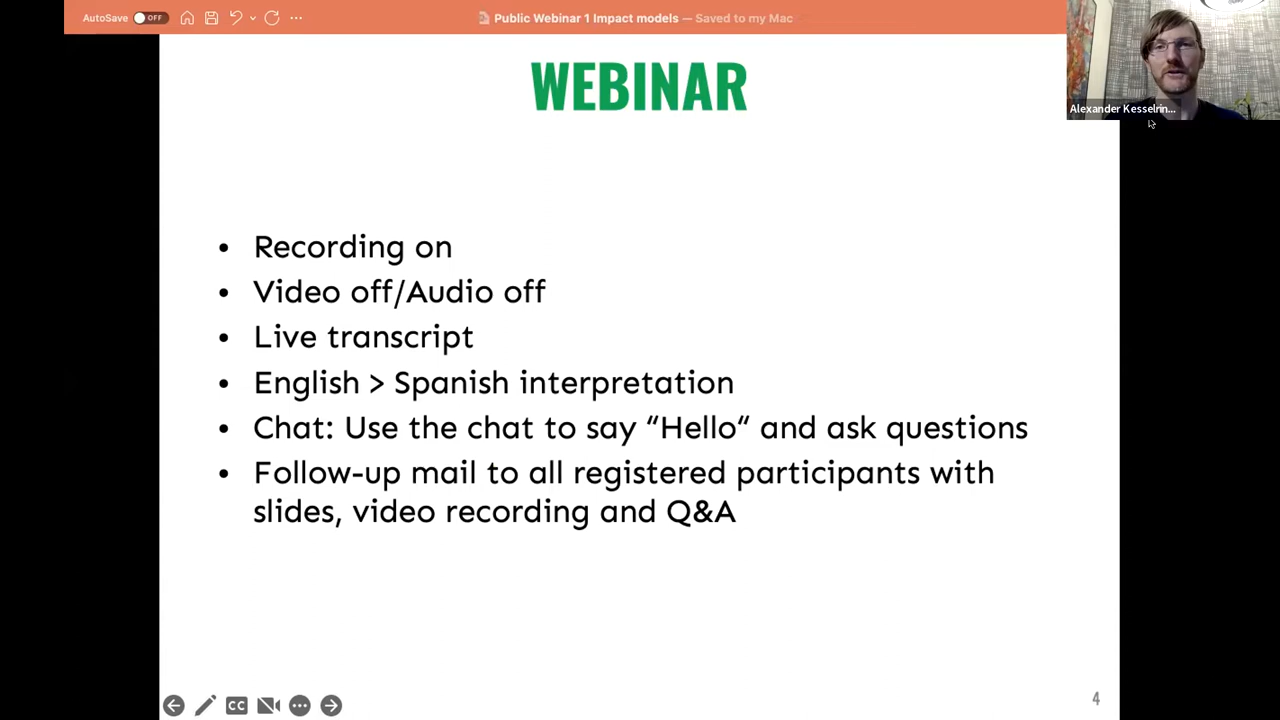 AutoSave OFF
Public Webinar 1 Impact models — Saved to my Mac
Alexander Kesselrin...
WEBINAR
• Recording on
• Video off/Audio off
• Live transcript
• English > Spanish interpretation
• Chat: Use the chat to say “Hello“ and ask questions
• Follow-up mail to all registered participants with
slides, video recording and Q&A
CC
4